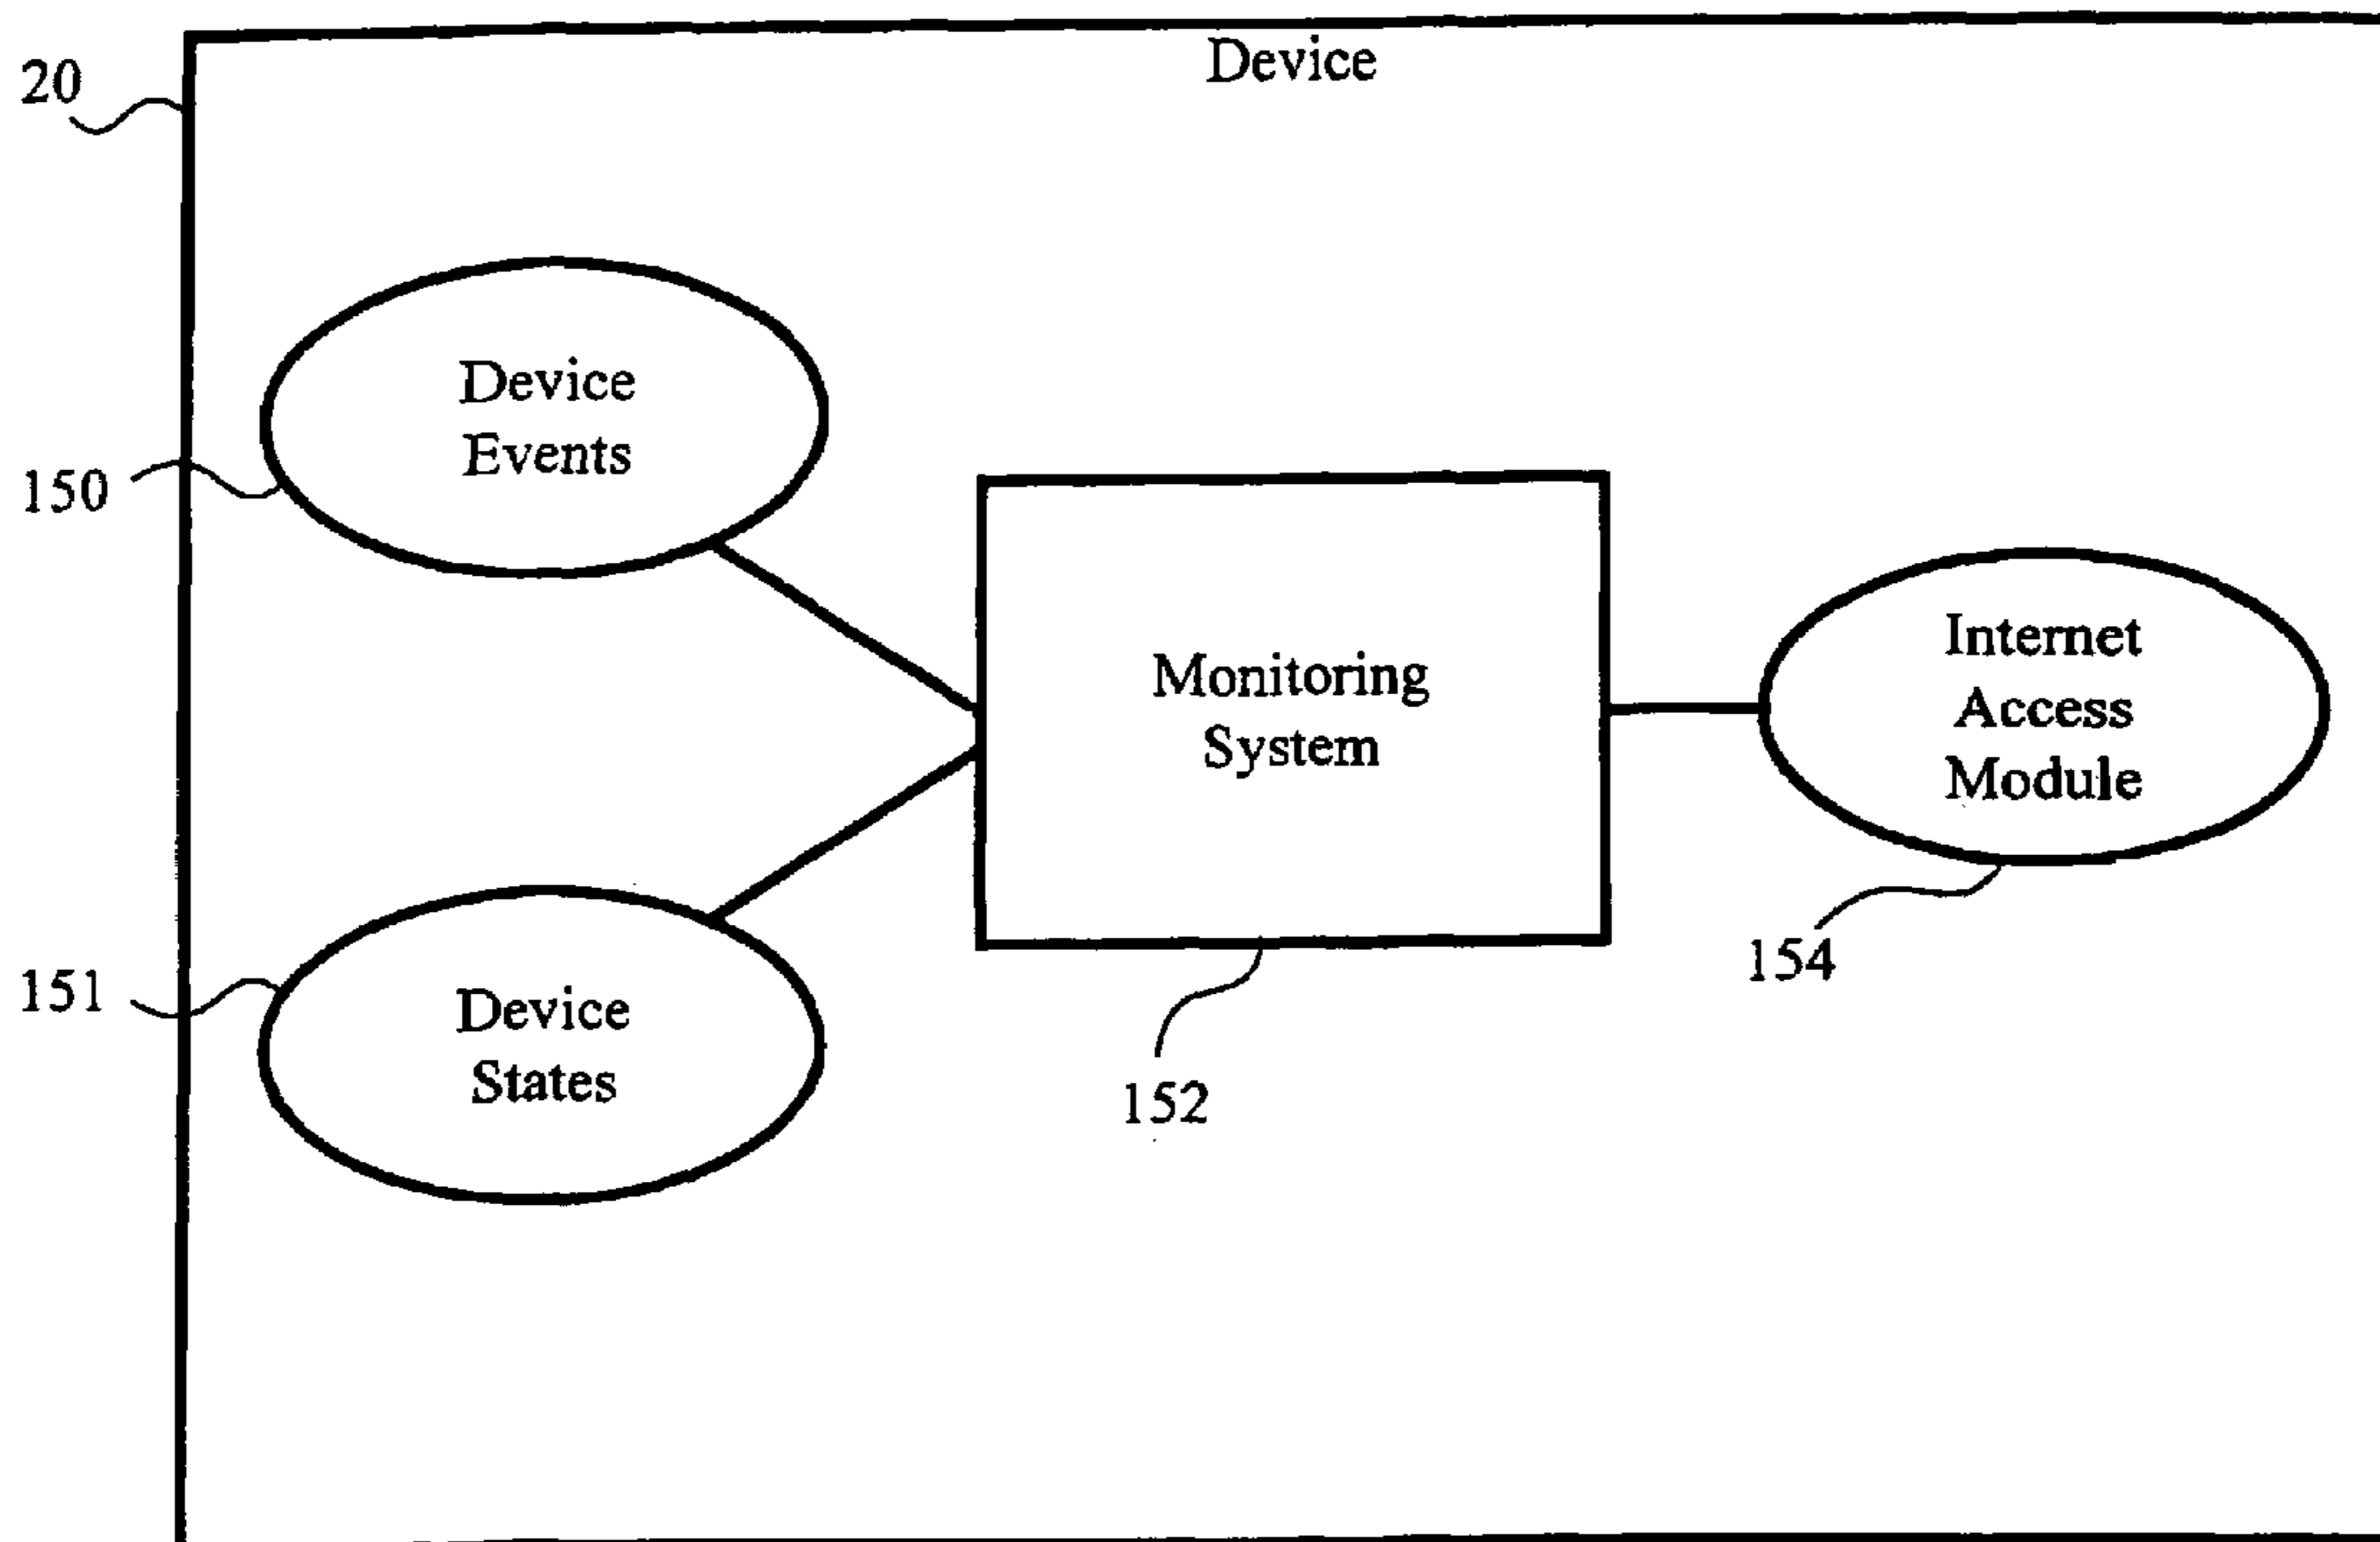 Device
20
Device
Events
150
Monitoring
System
Internet
Access
Module
154
151
Device
States
152